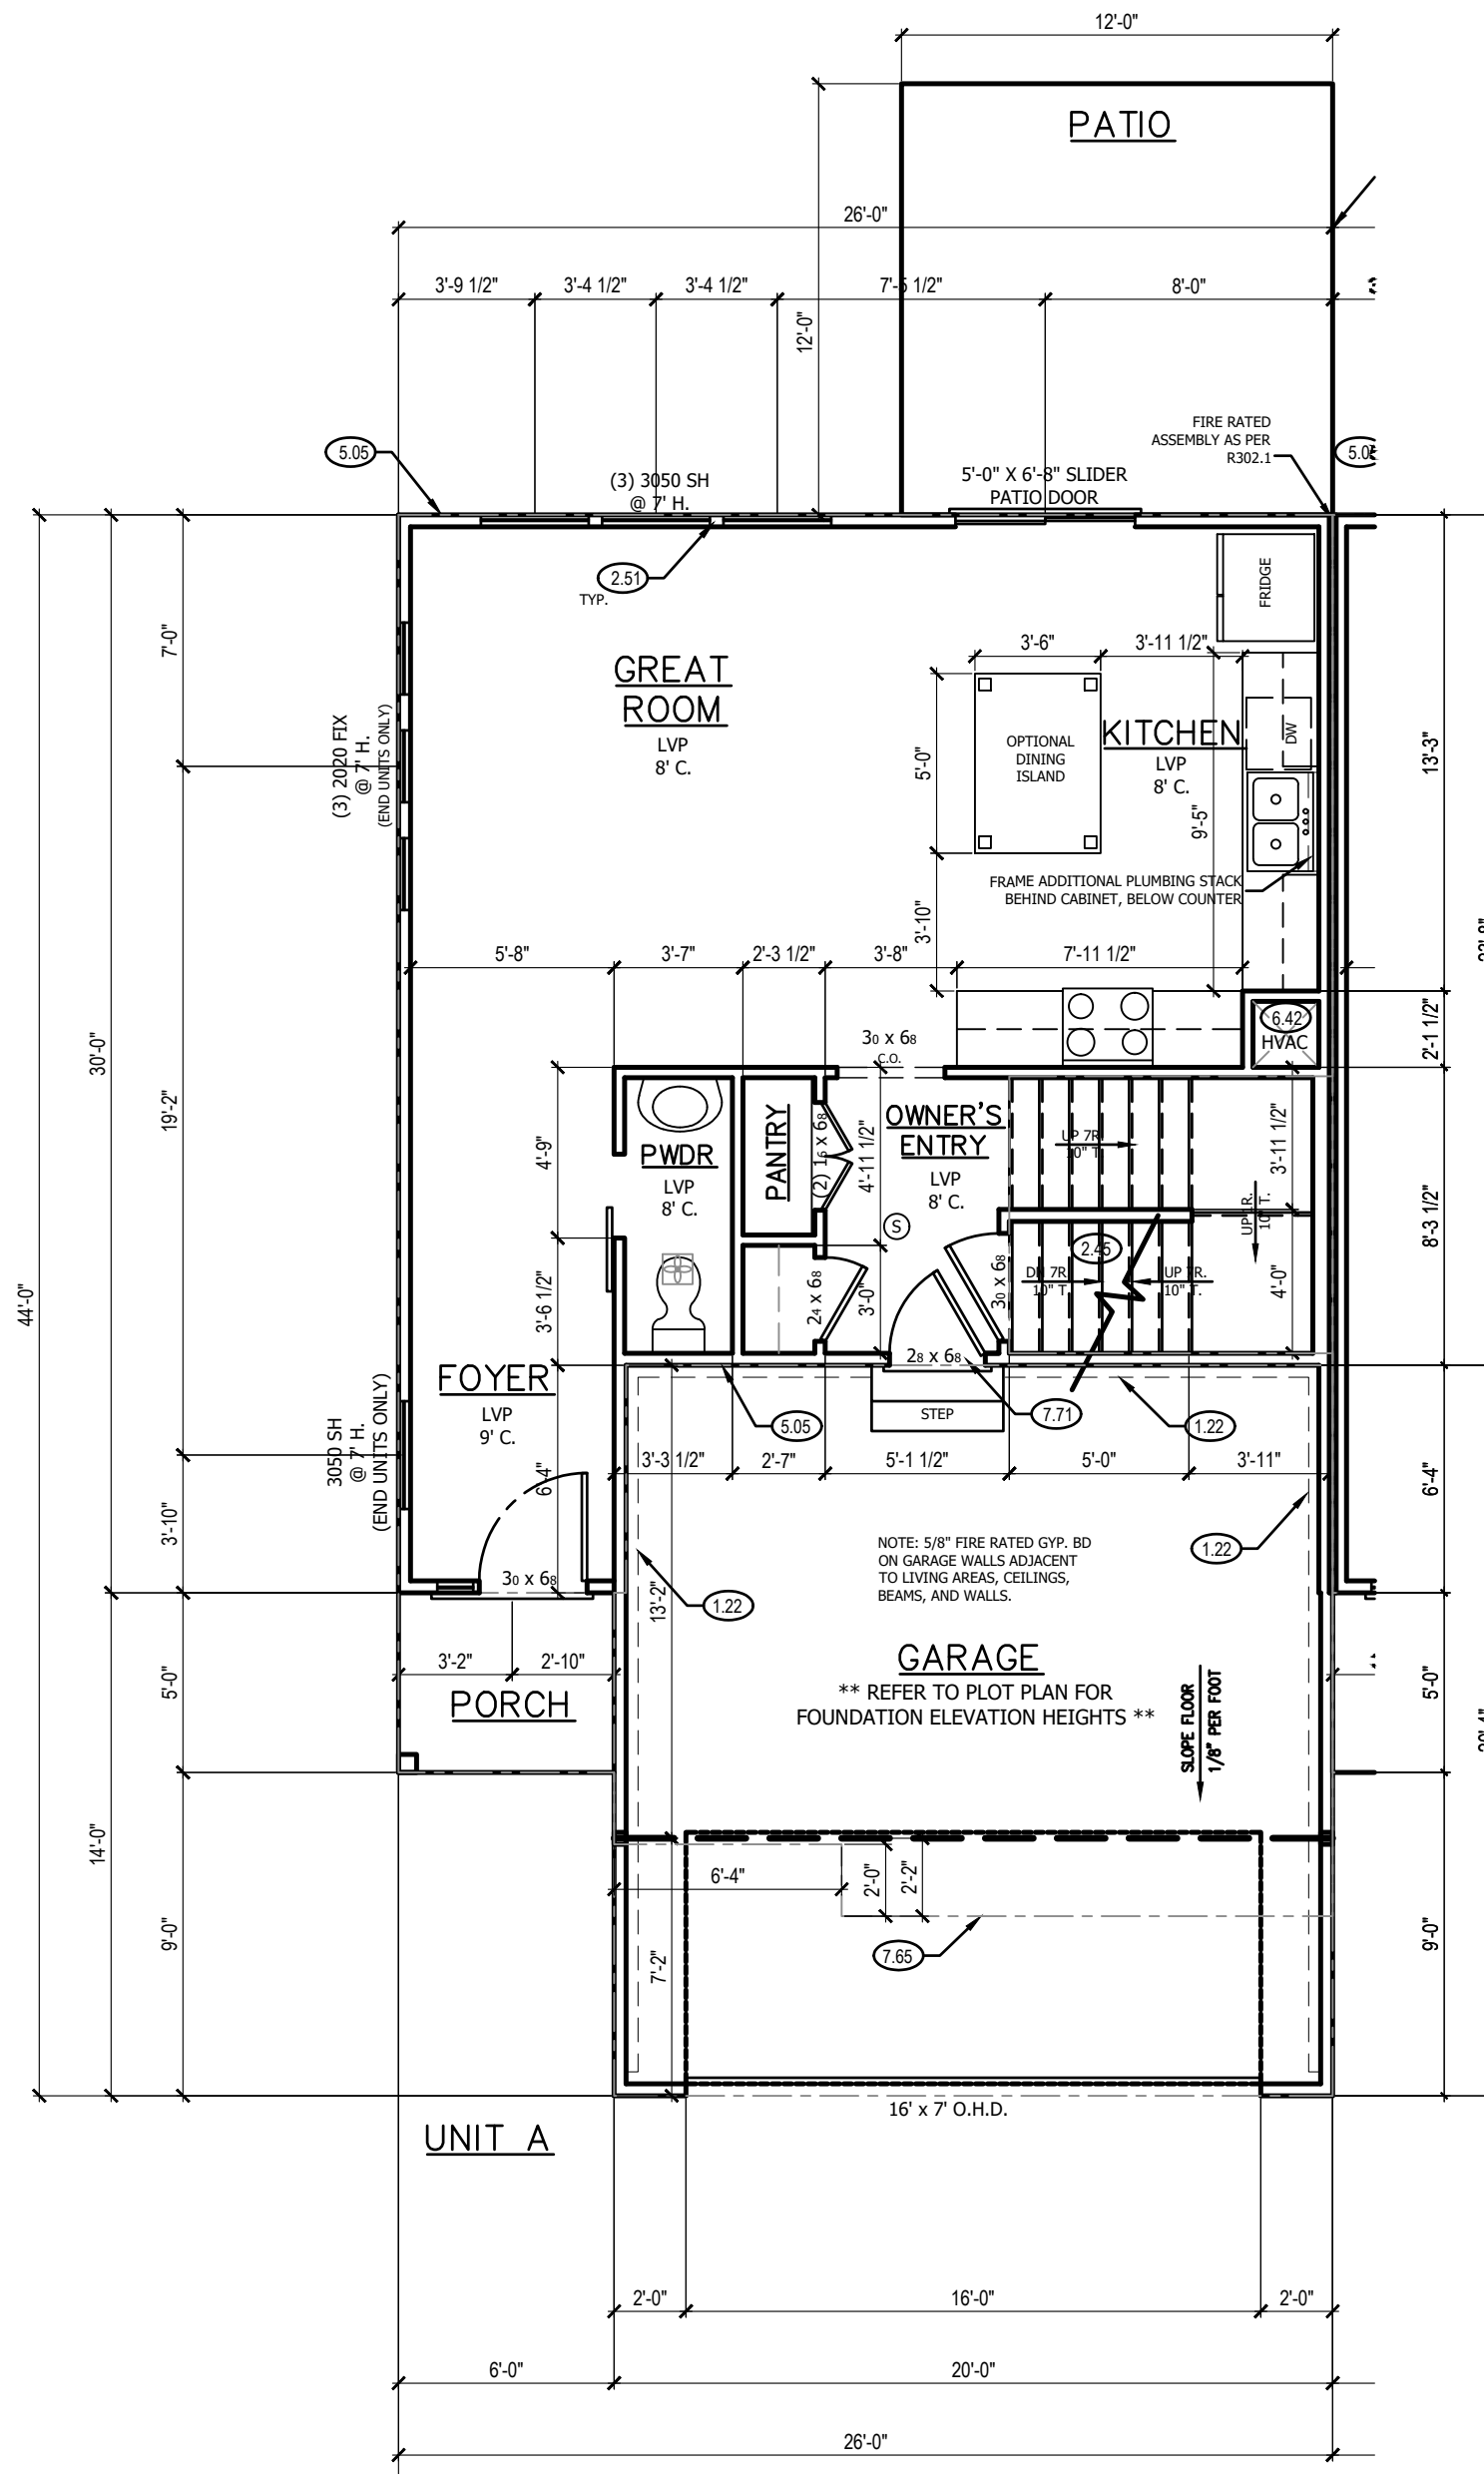 12'-0"
PATIO
26'-0"
3'-9 1/2"
3'-4 1/2"
3'-4 1/2"
7'-5 1/2"
8'-0"
12'-0"
FIRE RATED
ASSEMBLY AS PER
R302.1
5.05
(3) 3050 SH
@ 7' H.
5'-0" X 6'-8" SLIDER
PATIO DOOR
2.51
TYP.
FRIDGE
7'-0"
GREAT
ROOM
LVP
8' C.
3'-6"
3'-11 1/2"
(3) 2020 FIX
@ 7' H.
(END UNITS ONLY)
OPTIONAL
DINING
ISLAND
KITCHEN
LVP
8' C.
DW
5'-0"
9'-5"
13'-3"
FRAME ADDITIONAL PLUMBING STACK
BEHIND CABINET, BELOW COUNTER
3'-10"
5'-8"
3'-7"
2'-3 1/2"
3'-8"
7'-11 1/2"
30'-0"
19'-2"
30 x 68
C.O.
6.42
HVAC
2'-1 1/2"
4'-9"
PWDR
LVP
8' C.
PANTRY
(2) 16 x 68
4'-11 1/2"
OWNER'S
ENTRY
LVP
8' C.
S
UP 7R.
10" T.
3'-11 1/2"
UP 1R.
10" T.
8'-3 1/2"
2.45
DN 7R
10" T
UP 7R.
10" T.
4'-0"
44'-0"
3'-6 1/2"
24 x 68
3'-0"
30 x 68
28 x 68
FOYER
LVP
9' C.
3050 SH
@ 7' H.
(END UNITS ONLY)
5.05
STEP
7.71
1.22
3'-3 1/2"
2'-7"
5'-1 1/2"
5'-0"
3'-11"
6'-4"
6'-4"
3'-10"
30 x 68
13'-2"
1.22
NOTE: 5/8" FIRE RATED GYP. BD
ON GARAGE WALLS ADJACENT
TO LIVING AREAS, CEILINGS,
BEAMS, AND WALLS.
1.22
3'-2"
2'-10"
5'-0"
PORCH
GARAGE
** REFER TO PLOT PLAN FOR
FOUNDATION ELEVATION HEIGHTS **
SLOPE FLOOR
1/8" PER FOOT
5'-0"
14'-0"
9'-0"
6'-4"
2'-0"
2'-2"
7.65
7'-2"
9'-0"
16' x 7' O.H.D.
UNIT A
2'-0"
16'-0"
2'-0"
6'-0"
20'-0"
26'-0"